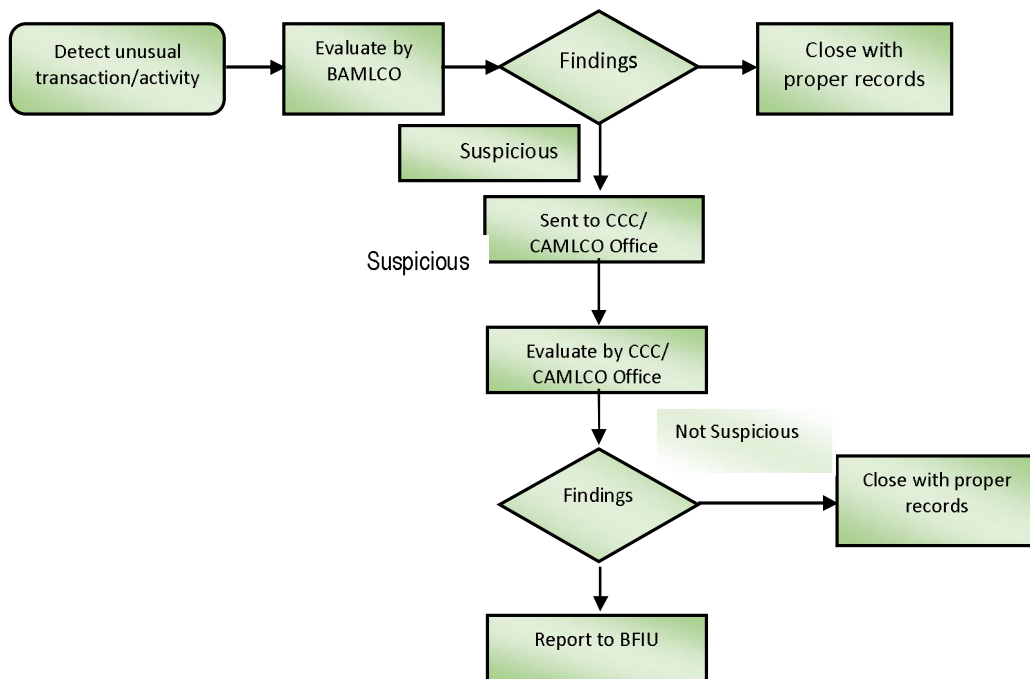 Detect unusual
transaction/activity
Evaluate by
BAMLCO
Findings
Close with
proper records
Suspicious
Sent to CCC/
CAMLCO Office
Suspicious
Evaluate by CCC/
CAMLCO Office
Not Suspicious
Findings
Close with proper
records
Report to BFIU